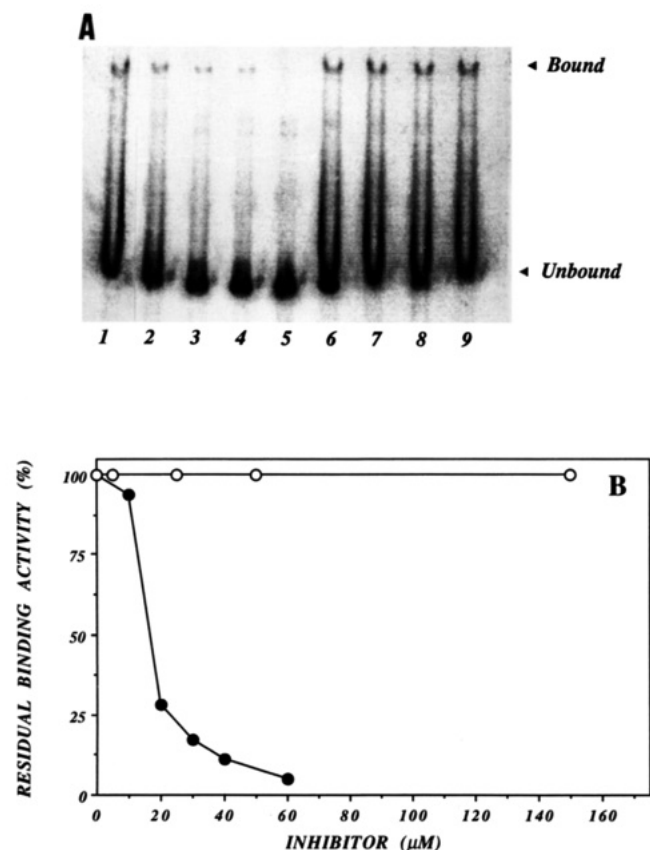 A
◄ Bound
◄ Unbound
1 2 3 4 5 6 7 8 9
B
RESIDUAL BINDING ACTIVITY (%)
100
75
50
25
0
0 20 40 60 80 100 120 140 160
INHIBITOR (μM)